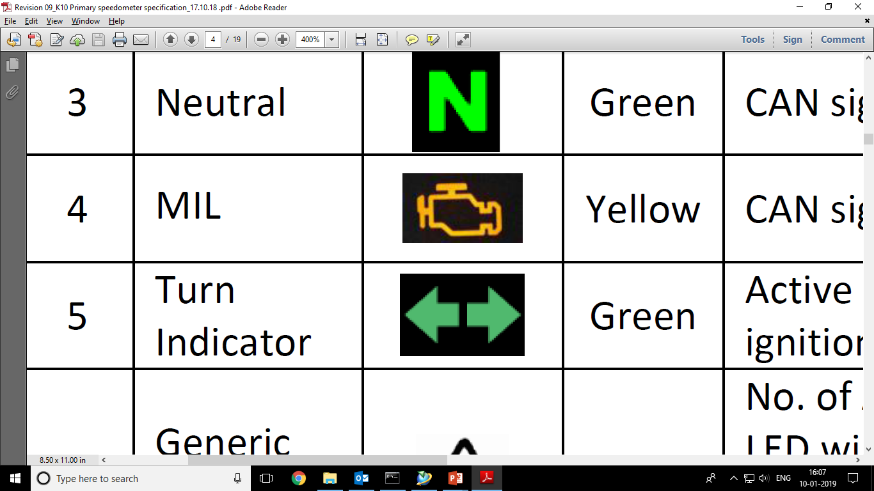 Revision 09_K10 Primary speedometer specification_17.10.18 .pdf - Adobe Reader
File Edit View Window Help
4 / 19 400% Tools Sign Comment
3 Neutral N Green CAN sig
4 MIL Yellow CAN sig
5 Turn Indicator Green Active
ignition
No. of
Generic
LED wi
8.50 x 11.00 in
Type here to search
ENG
16:07
10-01-2019